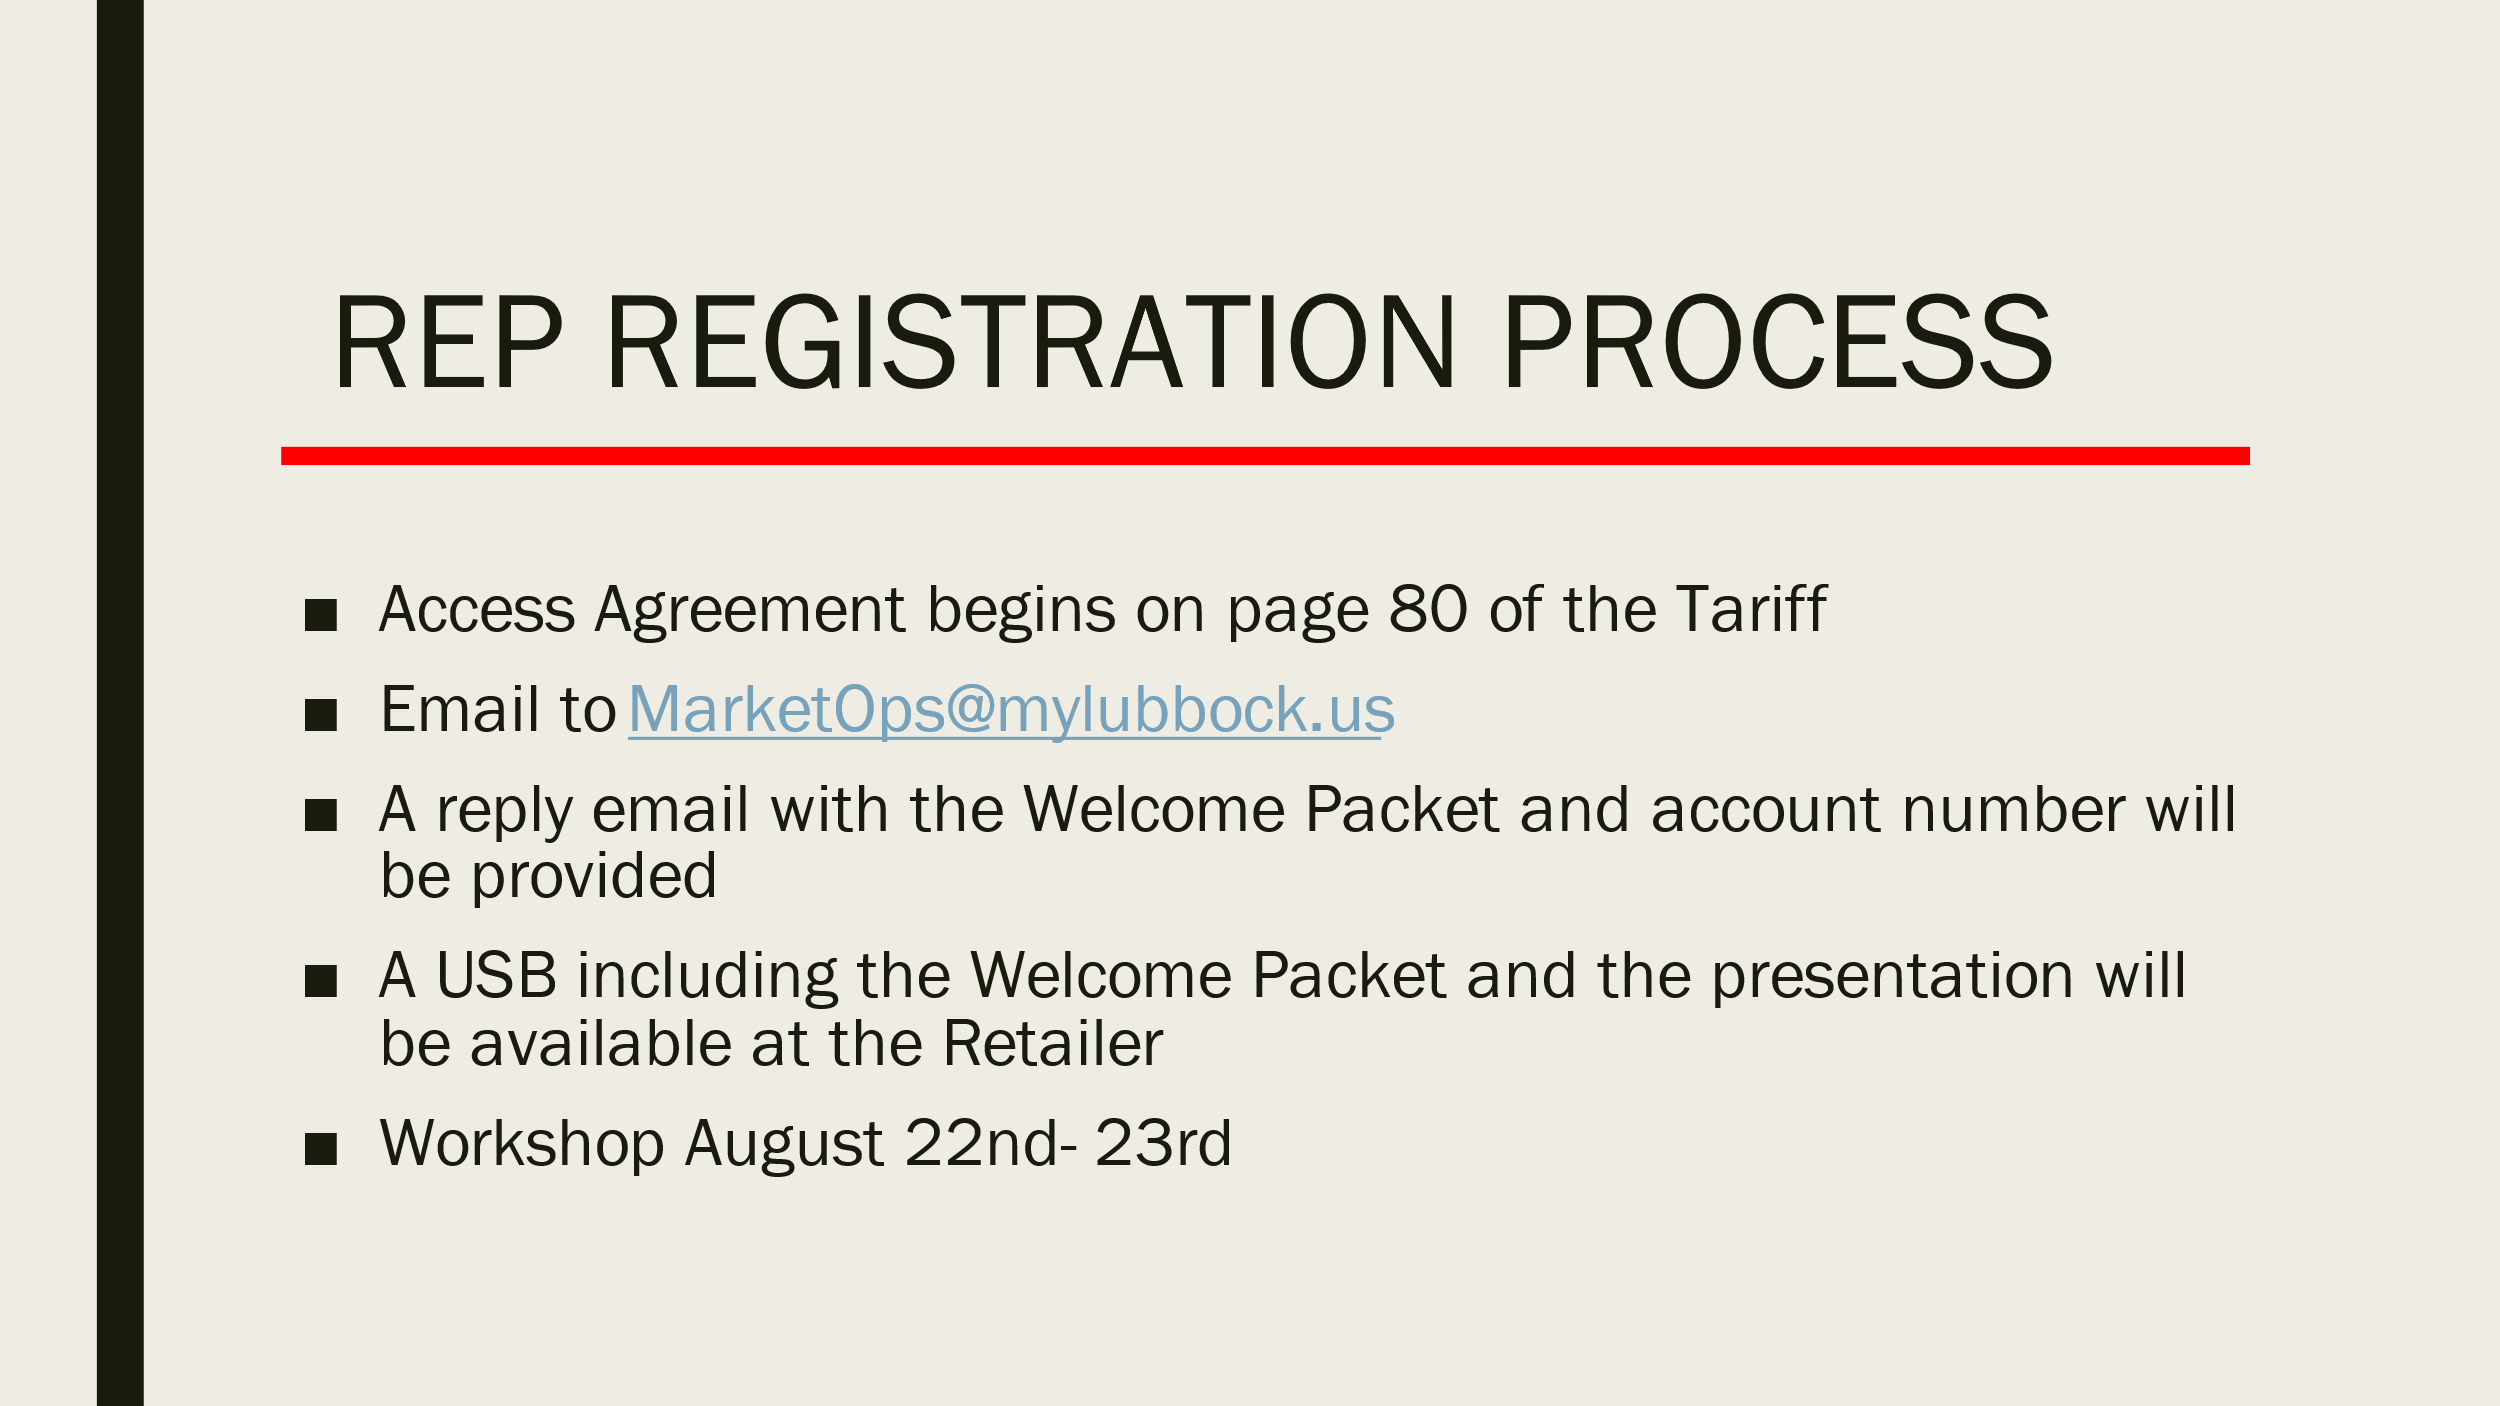 REP REGISTRATION PROCESS
■ Access Agreement begins on page 80 of the Tariff
■ Email to MarketOps@mylubbock.us
■ A reply email with the Welcome Packet and account number will
be provided
■ A USB including the Welcome Packet and the presentation will
be available at the Retailer
■ Workshop August 22nd- 23rd